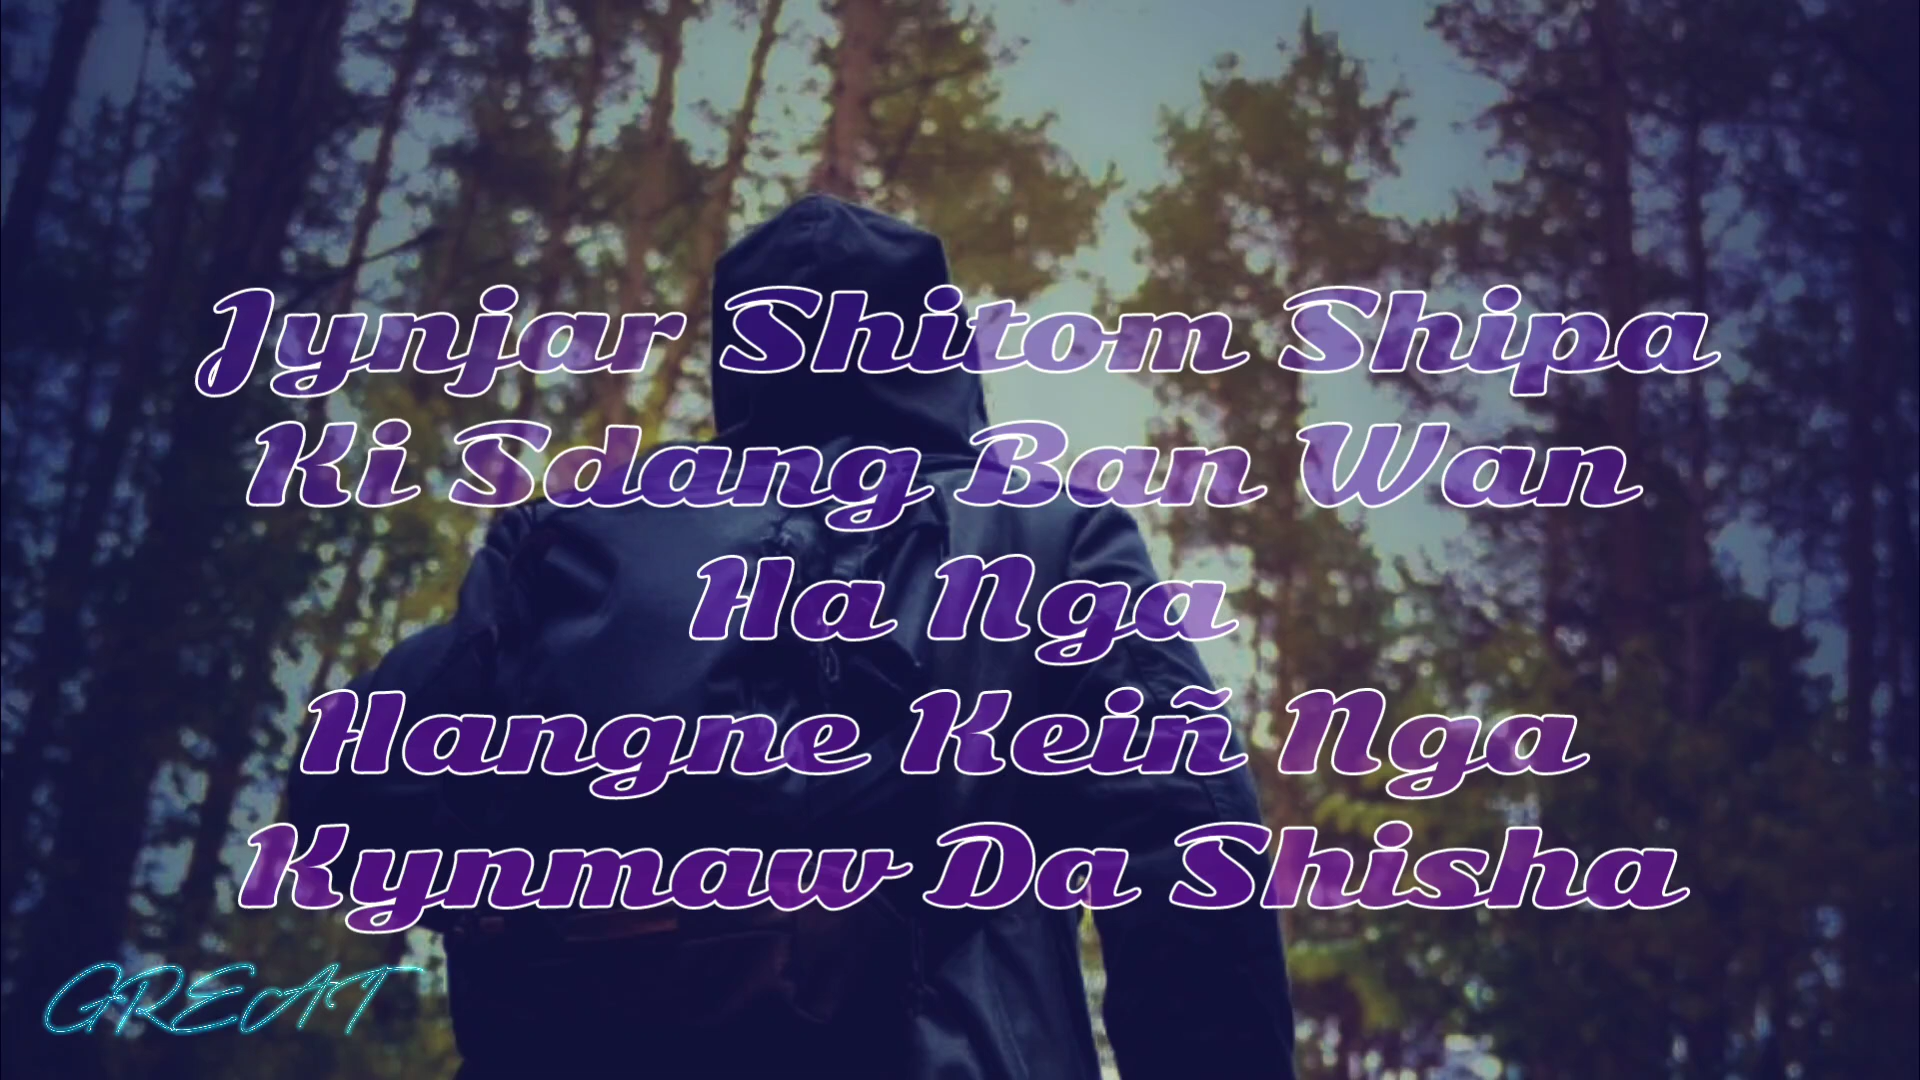 Jynjar Shitom Shipa
Ki Sdang Ban Wan
Ha Nga
Hangne Keiñ Nga
Kynmaw Da Shisha
GREAT